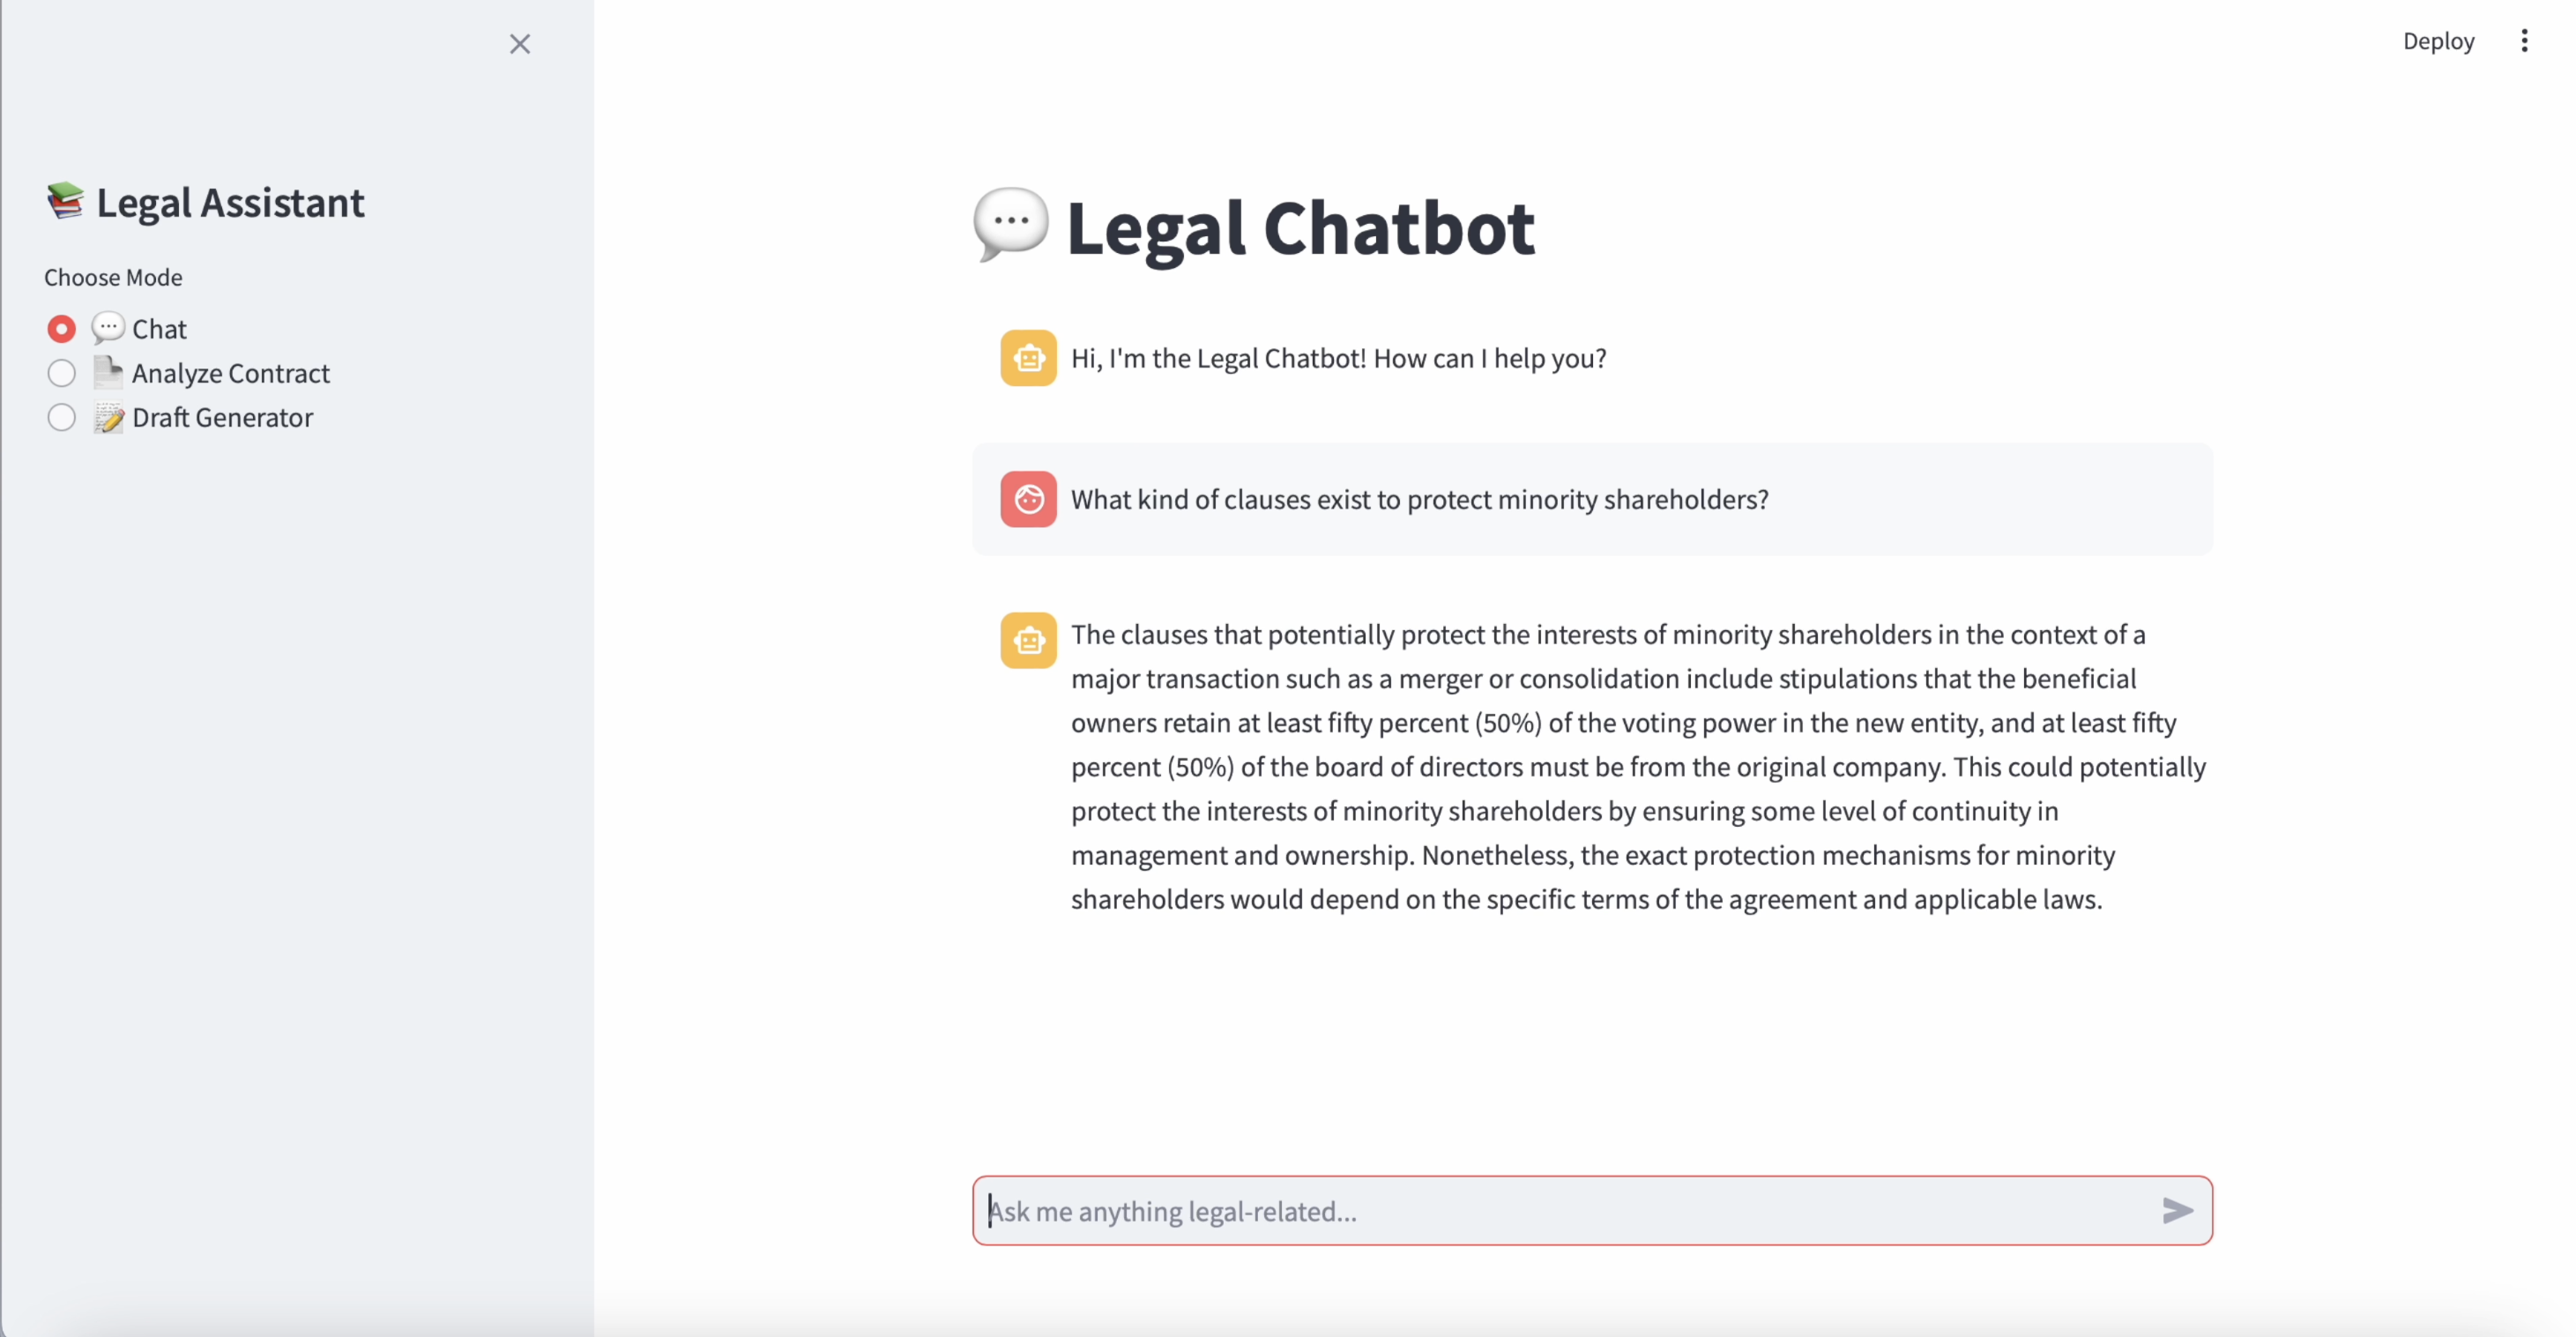 Deploy
📚 Legal Assistant
Choose Mode
💬 Chat
📄 Analyze Contract
📝 Draft Generator
💬 Legal Chatbot
Hi, I'm the Legal Chatbot! How can I help you?
What kind of clauses exist to protect minority shareholders?
The clauses that potentially protect the interests of minority shareholders in the context of a
major transaction such as a merger or consolidation include stipulations that the beneficial
owners retain at least fifty percent (50%) of the voting power in the new entity, and at least fifty
percent (50%) of the board of directors must be from the original company. This could potentially
protect the interests of minority shareholders by ensuring some level of continuity in
management and ownership. Nonetheless, the exact protection mechanisms for minority
shareholders would depend on the specific terms of the agreement and applicable laws.
Ask me anything legal-related...